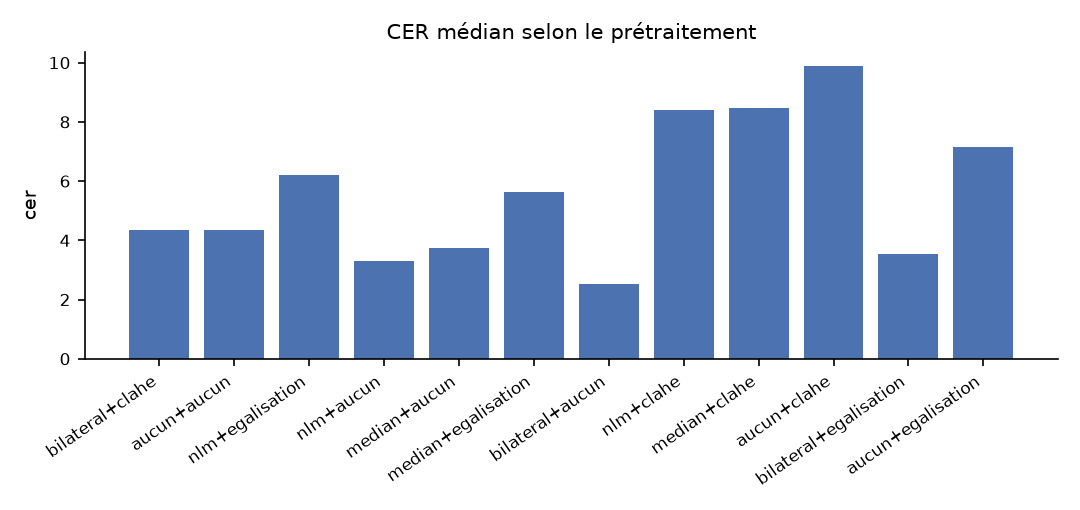 CER médian selon le prétraitement
cer
10
8
6
4
2
0
bilateral+clahe
aucun+aucun
nlm+egalisation
nlm+aucun
median+aucun
median+egalisation
bilateral+aucun
nlm+clahe
median+clahe
aucun+clahe
bilateral+egalisation
aucun+egalisation